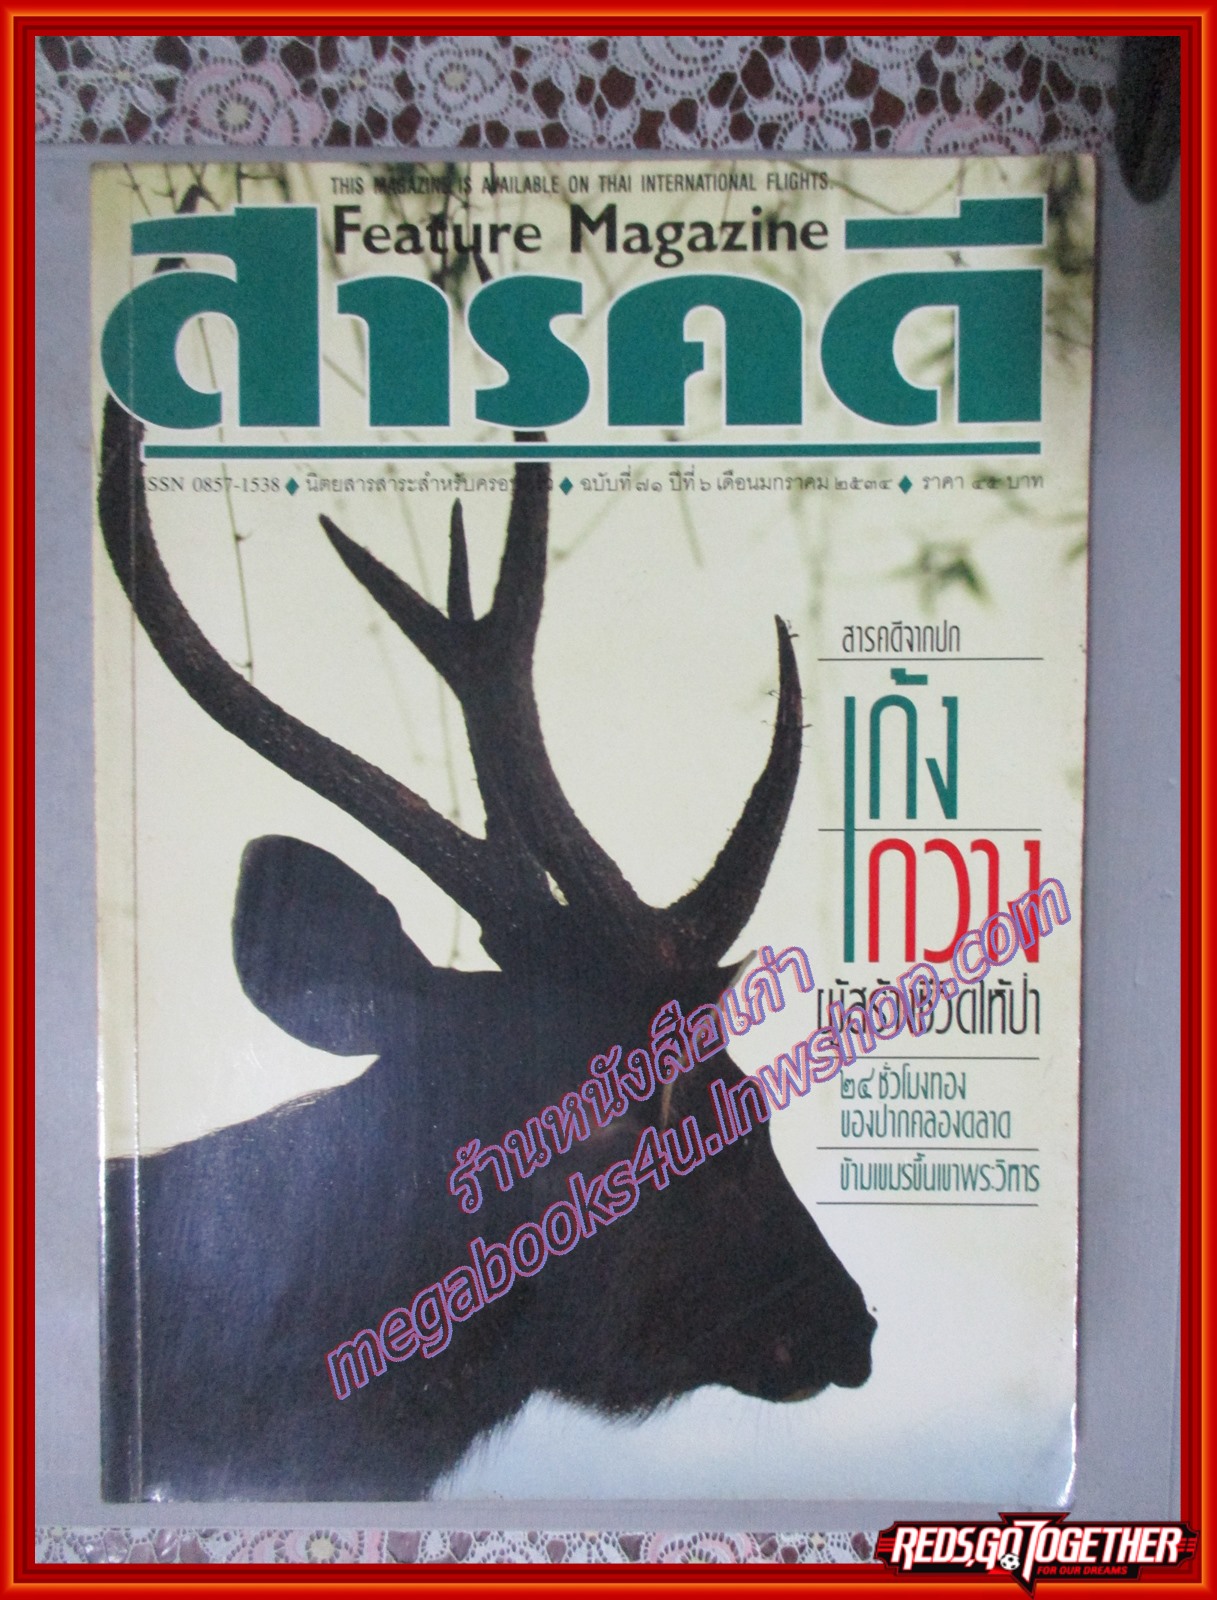 THIS MAGAZINE IS AVAILABLE ON THAI INTERNATIONAL FLIGHTS.
Feature Magazine
สารคดี
ISSN 0857-1538 ♦ นิตยสารสาระสำหรับครอบครัว ♦ ฉบับที่ ๗๑ ปีที่ ๖ เดือนมกราคม ๒๕๓๔ ♦ ราคา ๔๕ บาท
สารคดีจากปก
เก้ง
กวาง
ผู้สร้างชีวิตให้ป่า
๒๔ ชั่วโมงทอง
ของปากคลองตลาด
ข้ามเขมรขึ้นเขาพระวิหาร
ร้านหนังสือเก่า
megabooks4u.lnwshop.com
REDS,GOTOGETHER
FOR OUR DREAMS